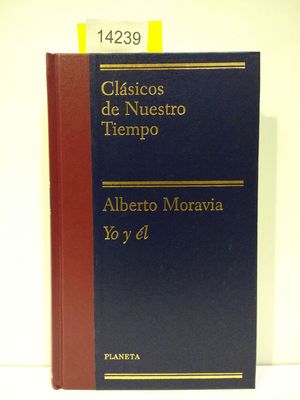 14239
Clásicos
de Nuestro
Tiempo
Alberto Moravia
Yo y él
PLANETA